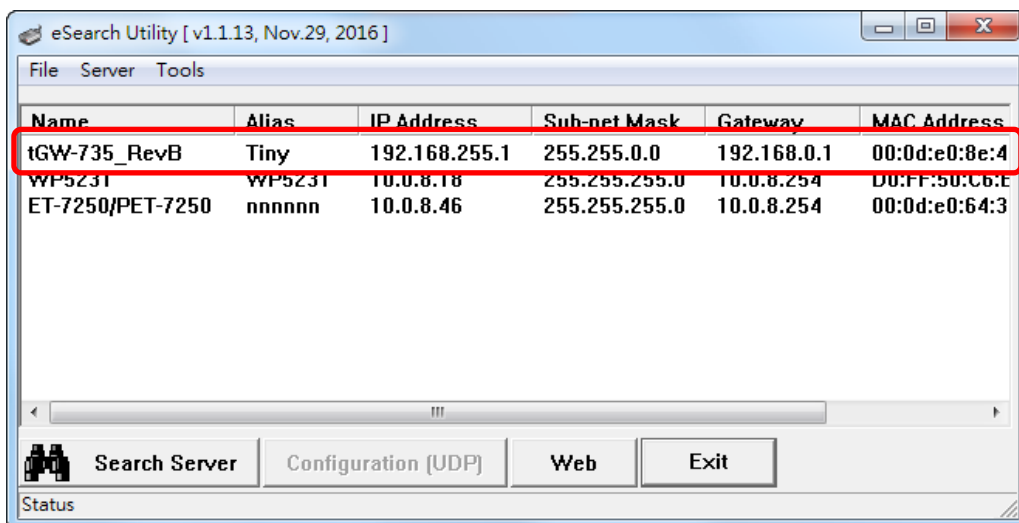 eSearch Utility [ v1.1.13, Nov.29, 2016 ]
File Server Tools
Name Alias IP Address Sub-net Mask Gateway MAC Address
tGW-735_RevB Tiny 192.168.255.1 255.255.0.0 192.168.0.1 00:0d:e0:8e:4
WP5231 WP5231 10.0.8.18 255.255.255.0 10.0.8.254 D0:FF:50:C6:E
ET-7250/PET-7250 nnnnnn 10.0.8.46 255.255.255.0 10.0.8.254 00:0d:e0:64:3
Search Server Configuration (UDP) Web Exit
Status